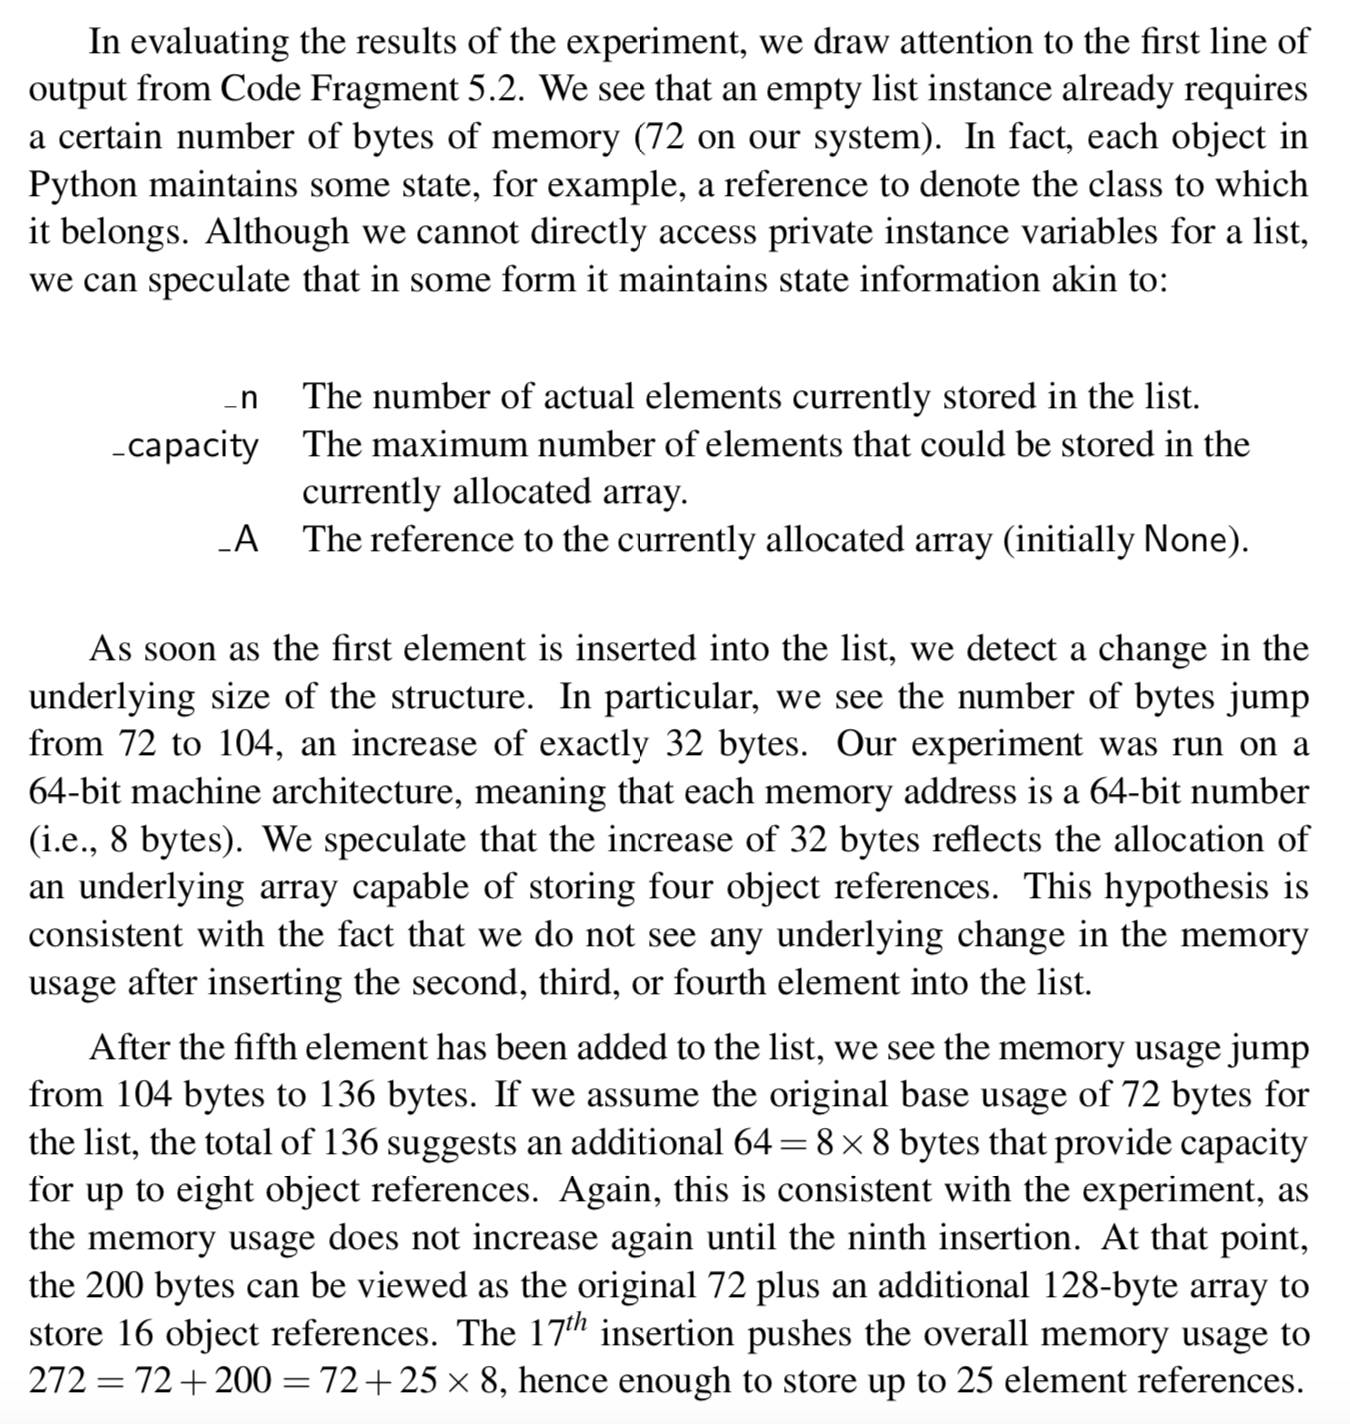 In evaluating the results of the experiment, we draw attention to the first line of
output from Code Fragment 5.2. We see that an empty list instance already requires
a certain number of bytes of memory (72 on our system). In fact, each object in
Python maintains some state, for example, a reference to denote the class to which
it belongs. Although we cannot directly access private instance variables for a list,
we can speculate that in some form it maintains state information akin to:
_n The number of actual elements currently stored in the list.
_capacity The maximum number of elements that could be stored in the
currently allocated array.
_A The reference to the currently allocated array (initially None).
As soon as the first element is inserted into the list, we detect a change in the
underlying size of the structure. In particular, we see the number of bytes jump
from 72 to 104, an increase of exactly 32 bytes. Our experiment was run on a
64-bit machine architecture, meaning that each memory address is a 64-bit number
(i.e., 8 bytes). We speculate that the increase of 32 bytes reflects the allocation of
an underlying array capable of storing four object references. This hypothesis is
consistent with the fact that we do not see any underlying change in the memory
usage after inserting the second, third, or fourth element into the list.
After the fifth element has been added to the list, we see the memory usage jump
from 104 bytes to 136 bytes. If we assume the original base usage of 72 bytes for
the list, the total of 136 suggests an additional 64 = 8 × 8 bytes that provide capacity
for up to eight object references. Again, this is consistent with the experiment, as
the memory usage does not increase again until the ninth insertion. At that point,
the 200 bytes can be viewed as the original 72 plus an additional 128-byte array to
store 16 object references. The 17th insertion pushes the overall memory usage to
272 = 72 + 200 = 72 + 25 × 8, hence enough to store up to 25 element references.